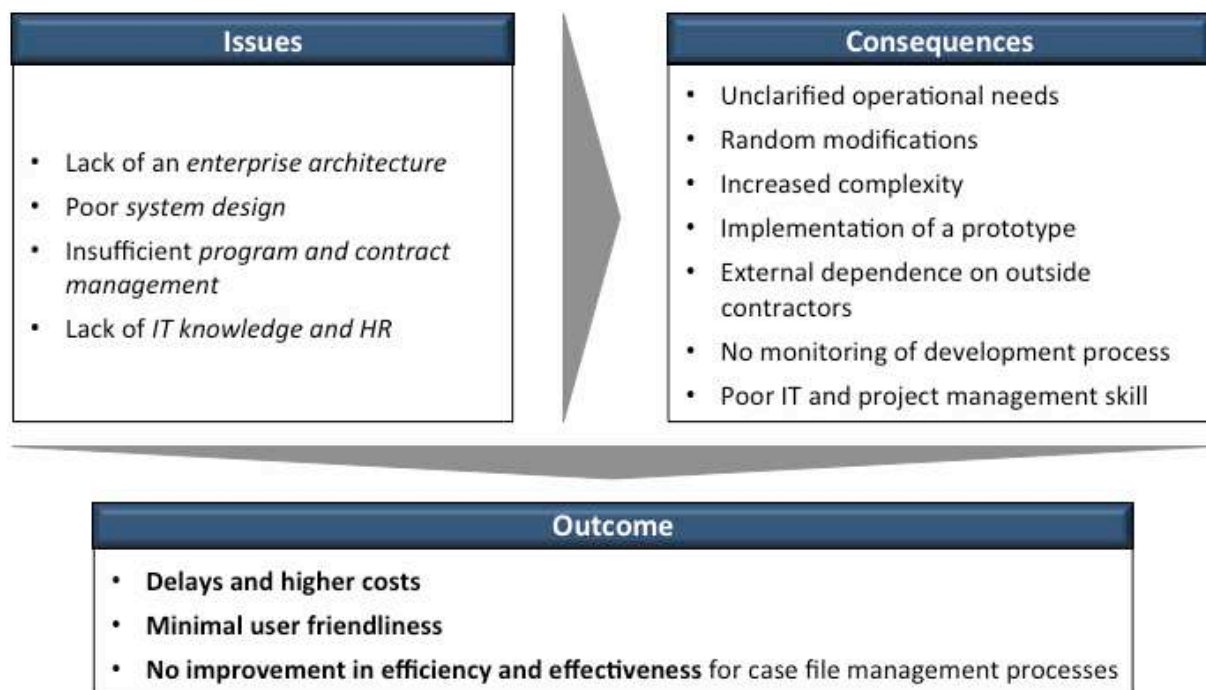 Issues
• Lack of an enterprise architecture
• Poor system design
• Insufficient program and contract
management
• Lack of IT knowledge and HR
Consequences
• Unclarified operational needs
• Random modifications
• Increased complexity
• Implementation of a prototype
• External dependence on outside
contractors
• No monitoring of development process
• Poor IT and project management skill
Outcome
• Delays and higher costs
• Minimal user friendliness
• No improvement in efficiency and effectiveness for case file management processes